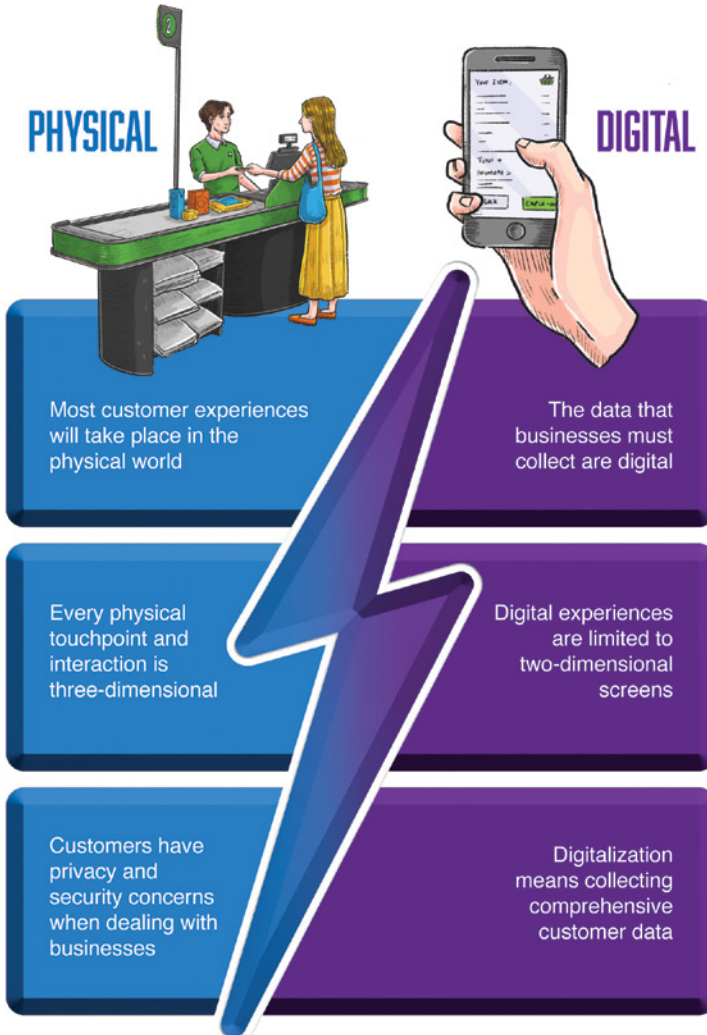 2
PHYSICAL
Your Items
Total
DIGITAL
Most customer experiences
will take place in the
physical world
The data that
businesses must
collect are digital
Every physical
touchpoint and
interaction is
three-dimensional
Digital experiences
are limited to
two-dimensional
screens
Customers have
privacy and
security concerns
when dealing with
businesses
Digitalization
means collecting
comprehensive
customer data